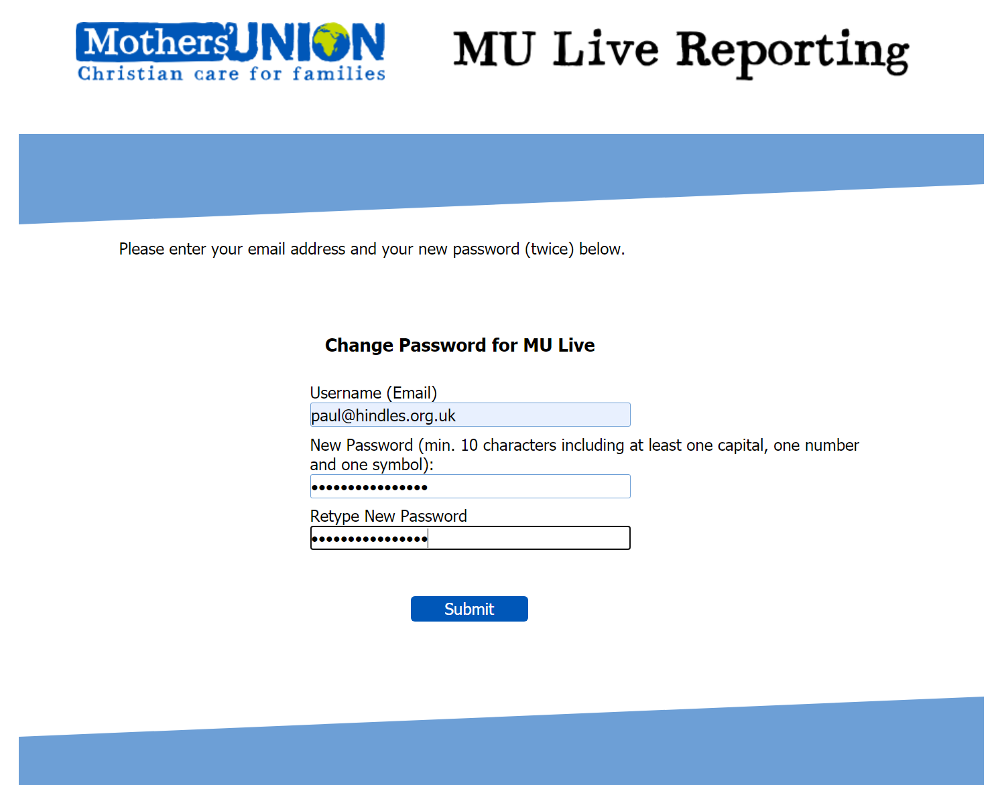 Mothers' UNION
Christian care for families
MU Live Reporting
Please enter your email address and your new password (twice) below.
Change Password for MU Live
Username (Email)
paul@hindles.org.uk
New Password (min. 10 characters including at least one capital, one number
and one symbol):
••••••••••••••••
Retype New Password
••••••••••••••••
Submit